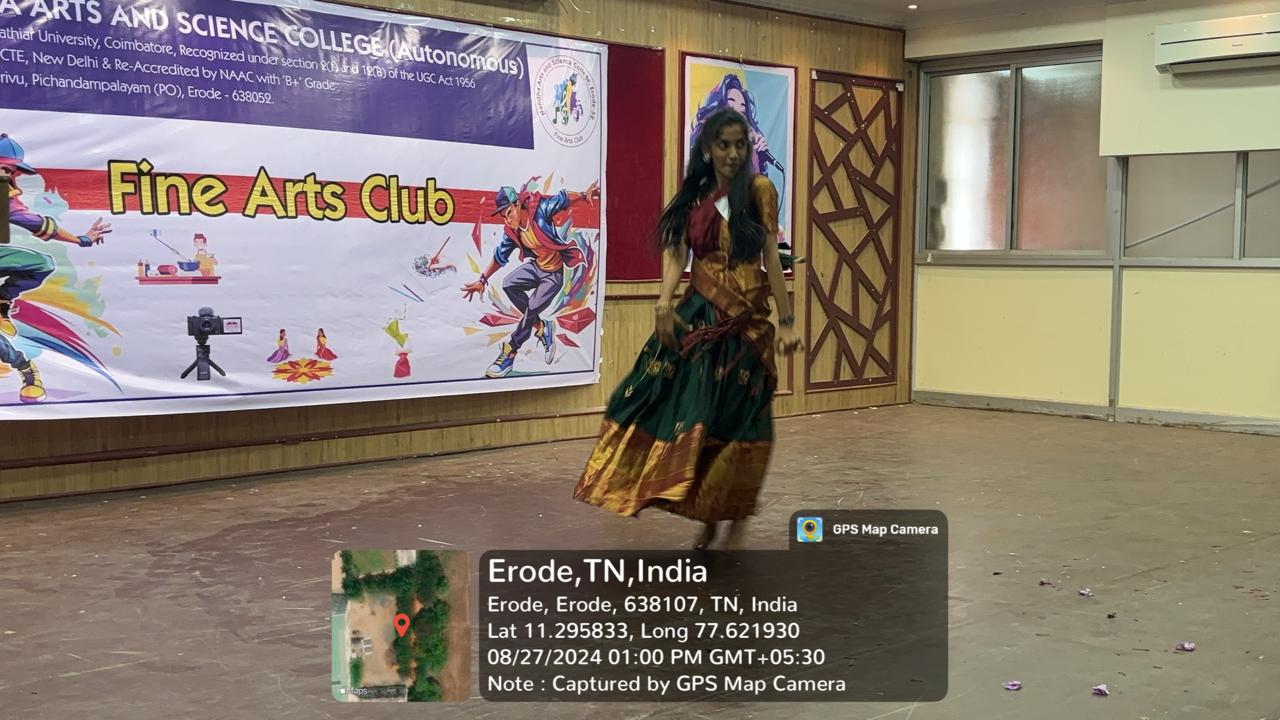 A ARTS AND SCIENCE COLLEGE (Autonomous)
athiar University, Coimbatore, Recognized under section 2(f) and 12(B) of the UGC Act 1956
CTE, New Delhi & Re-Accredited by NAAC with 'B+' Grade
rivu, Pichandampalayam (PO), Erode - 638052.
Fine Arts Club
Fine Arts Club
GPS Map Camera
Erode,TN,India
Erode, Erode, 638107, TN, India
Lat 11.295833, Long 77.621930
08/27/2024 01:00 PM GMT+05:30
Note : Captured by GPS Map Camera
Maps